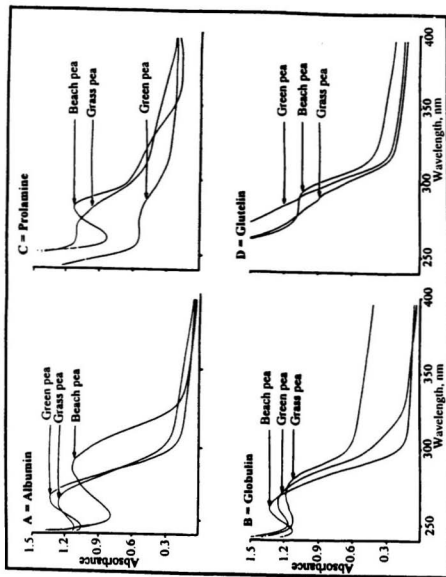 A = Albumin
Green pea
Grass pea
Beach pea
1.5
1.2
0.9
0.3
Absorbance
C = Prolamine
Beach pea
Grass pea
Green pea
B = Globulin
Beach pea
Green pea
Grass pea
1.5
1.2
0.9
0.6
0.3
Absorbance
250
300
350
400
Wavelength, nm
D = Glutelin
Green pea
Beach pea
Grass pea
250
300
350
400
Wavelength, nm